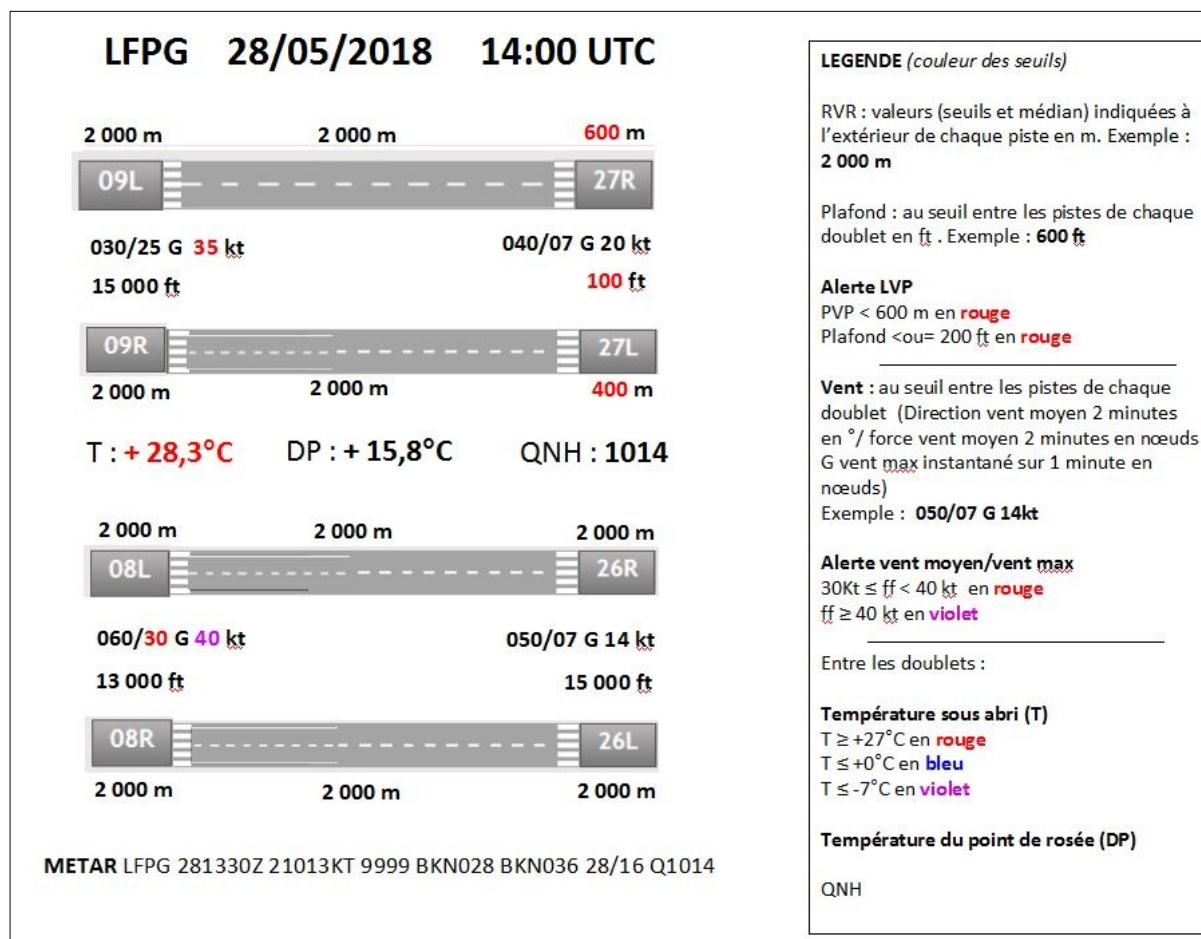 LFPG 28/05/2018 14:00 UTC
2 000 m 2 000 m 600 m
09L 27R
030/25 G 35 kt 040/07 G 20 kt
15 000 ft 100 ft
09R 27L
2 000 m 2 000 m 400 m
T : + 28,3°C DP : + 15,8°C QNH : 1014
2 000 m 2 000 m 2 000 m
08L 26R
060/30 G 40 kt 050/07 G 14 kt
13 000 ft 15 000 ft
08R 26L
2 000 m 2 000 m 2 000 m
METAR LFPG 281330Z 21013KT 9999 BKN028 BKN036 28/16 Q1014
LEGENDE (couleur des seuils)
RVR : valeurs (seuils et médian) indiquées à
l'extérieur de chaque piste en m. Exemple :
2 000 m
Plafond : au seuil entre les pistes de chaque
doublet en ft . Exemple : 600 ft
Alerte LVP
PVP < 600 m en rouge
Plafond <ou= 200 ft en rouge
Vent : au seuil entre les pistes de chaque
doublet (Direction vent moyen 2 minutes
en °/ force vent moyen 2 minutes en nœuds
G vent max instantané sur 1 minute en
nœuds)
Exemple : 050/07 G 14kt
Alerte vent moyen/vent max
30Kt ≤ ff < 40 kt en rouge
ff ≥ 40 kt en violet
Entre les doublets :
Température sous abri (T)
T ≥ +27°C en rouge
T ≤ +0°C en bleu
T ≤ -7°C en violet
Température du point de rosée (DP)
QNH